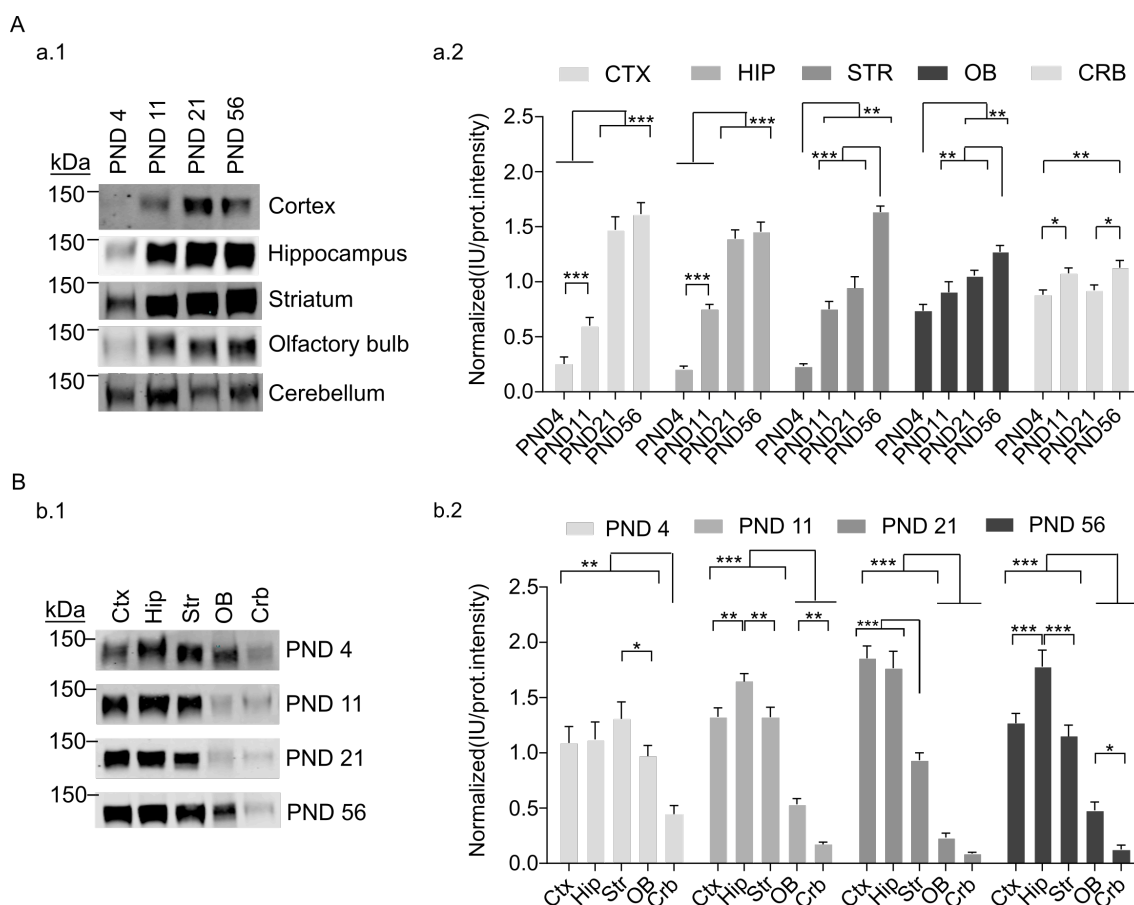 A
a.1
a.2
CTX HIP STR OB CRB
PND 4 PND 11 PND 21 PND 56
kDa
150 Cortex
150 Hippocampus
150 Striatum
Olfactory bulb
150 Cerebellum
Normalized(IU/prot.intensity)
2.5
2.0
1.5
1.0
0.5
0.0
*** *** *** *** ** *** ** ** ** * **  *
PND4 PND11 PND21 PND56 PND4 PND11 PND21 PND56 PND4 PND11 PND21 PND56 PND4 PND11 PND21 PND56 PND4 PND11 PND21 PND56
B
b.1
b.2
PND 4 PND 11 PND 21 PND 56
Ctx Hip Str OB Crb
kDa
150 PND 4
150 PND 11
150 PND 21
150 PND 56
Normalized(IU/prot.intensity)
2.5
2.0
1.5
1.0
0.5
0.0
** * *** ** ** ** *** *** *** *** *** *
Ctx Hip Str OB Crb Ctx Hip Str OB Crb Ctx Hip Str OB Crb Ctx Hip Str OB Crb